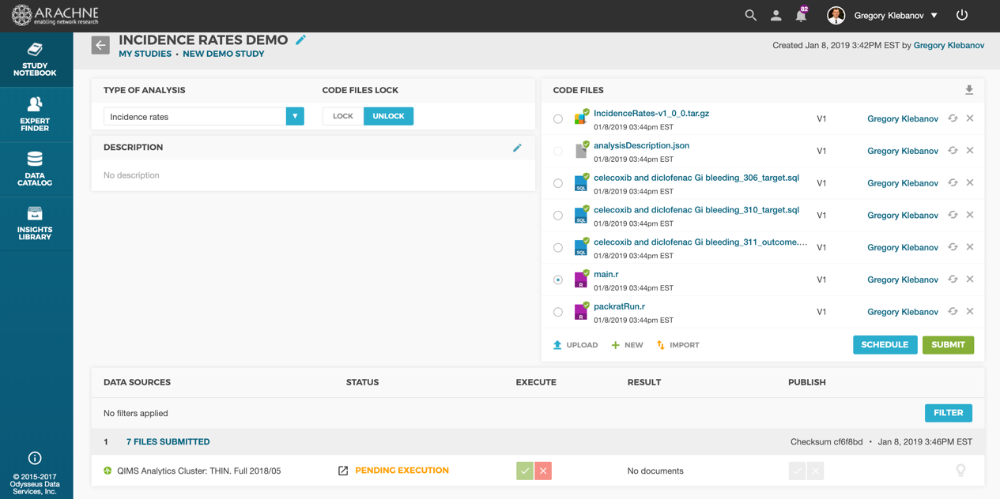 ARACHNE
enabling network research
82
Gregory Klebanov
STUDY
NOTEBOOK
EXPERT
FINDER
DATA
CATALOG
INSIGHTS
LIBRARY
© 2015-2017
Odysseus Data
Services, Inc.
INCIDENCE RATES DEMO
MY STUDIES • NEW DEMO STUDY
Created Jan 8, 2019 3:42PM EST by Gregory Klebanov
TYPE OF ANALYSIS
CODE FILES LOCK
Incidence rates
LOCK UNLOCK
DESCRIPTION
No description
CODE FILES
IncidenceRates-v1_0_0.tar.gz V1 Gregory Klebanov
01/8/2019 03:44pm EST
analysisDescription.json V1 Gregory Klebanov
01/8/2019 03:44pm EST
SQL celecoxib and diclofenac Gi bleeding_306_target.sql V1 Gregory Klebanov
01/8/2019 03:44pm EST
SQL celecoxib and diclofenac Gi bleeding_310_target.sql V1 Gregory Klebanov
01/8/2019 03:44pm EST
SQL celecoxib and diclofenac Gi bleeding_311_outcome.... V1 Gregory Klebanov
01/8/2019 03:44pm EST
R main.r V1 Gregory Klebanov
01/8/2019 03:44pm EST
R packratRun.r V1 Gregory Klebanov
01/8/2019 03:44pm EST
UPLOAD NEW IMPORT SCHEDULE SUBMIT
DATA SOURCES STATUS EXECUTE RESULT PUBLISH
No filters applied FILTER
1 7 FILES SUBMITTED Checksum cf6f8bd • Jan 8, 2019 3:46PM EST
QIMS Analytics Cluster: THIN. Full 2018/05 PENDING EXECUTION No documents